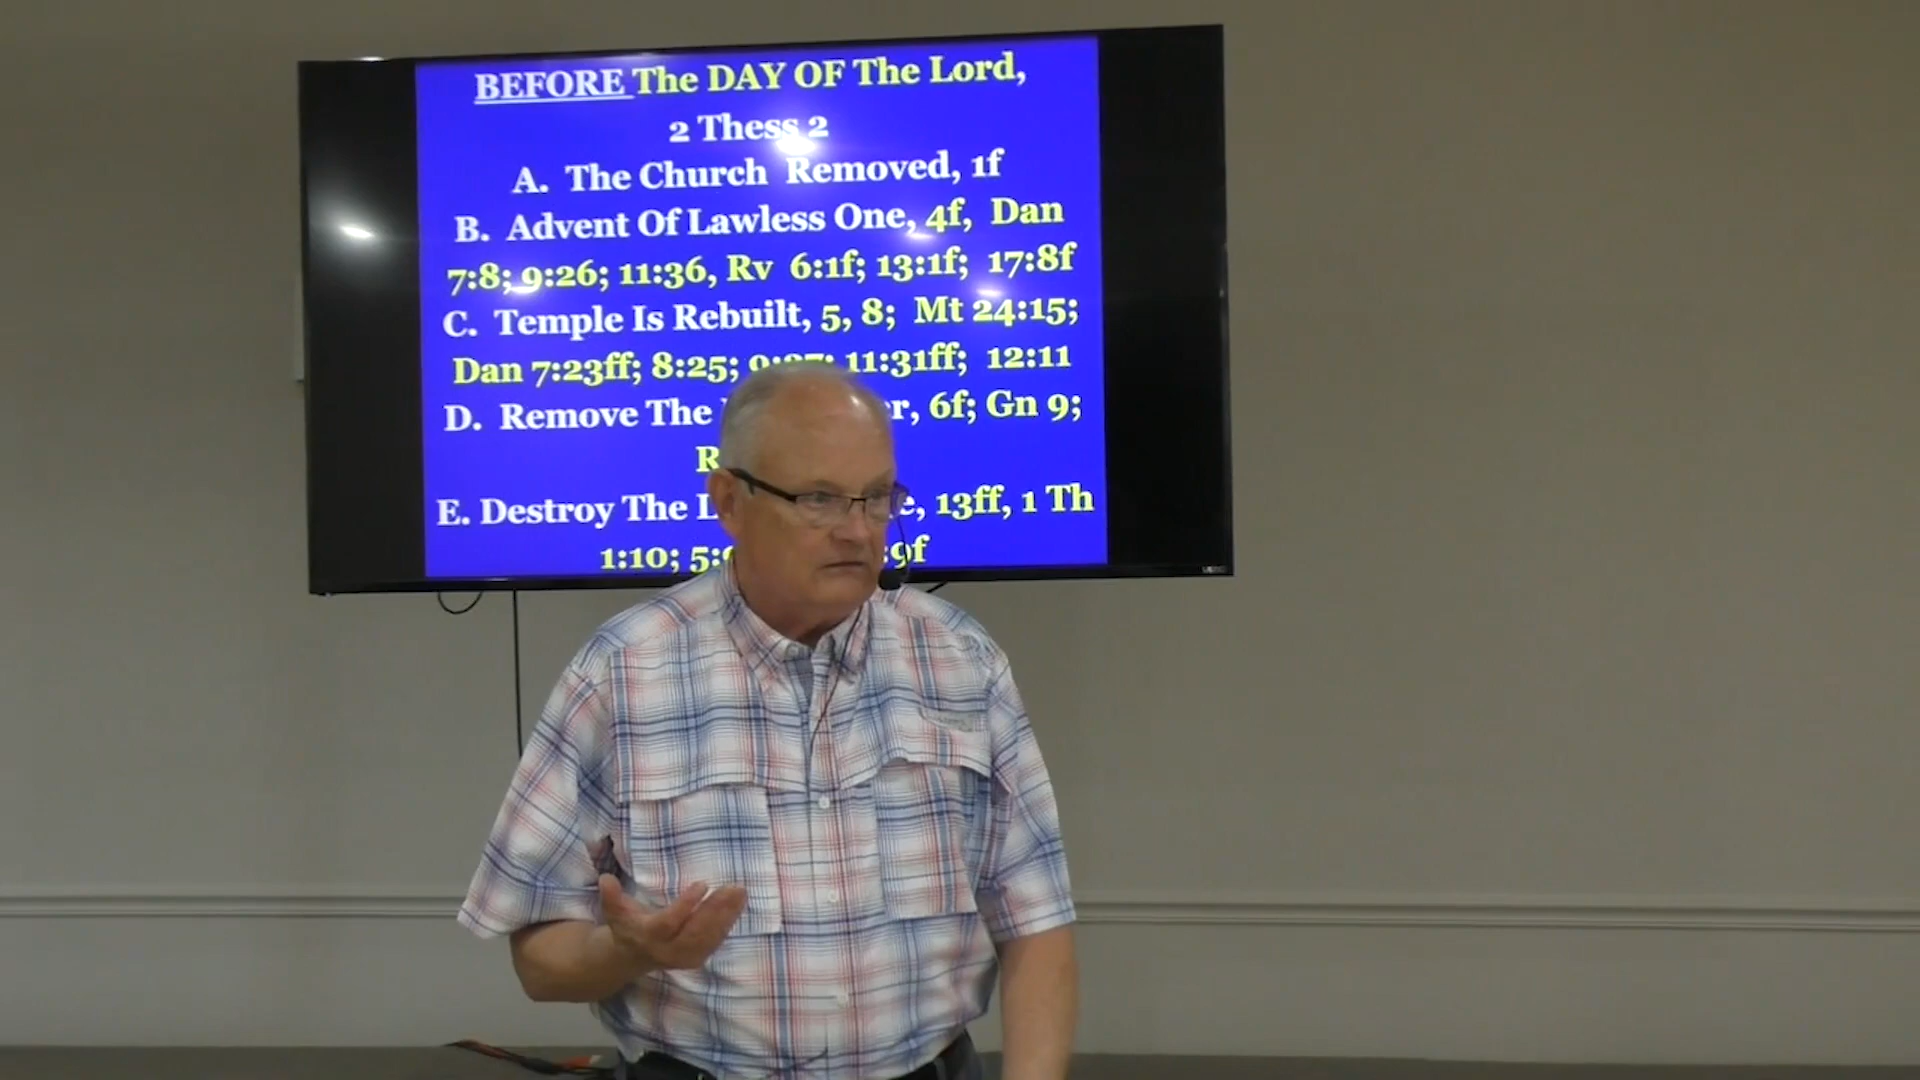 BEFORE The DAY OF The Lord,
2 Thess 2
A. The Church Removed, 1f
B. Advent Of Lawless One, 4f, Dan
7:8; 9:26; 11:36, Rv 6:1f; 13:1f; 17:8f
C. Temple Is Rebuilt, 5, 8; Mt 24:15;
Dan 7:23ff; 8:25; 9:27; 11:31ff; 12:11
D. Remove The 6f; Gn 9;
E. Destroy The 13ff, 1 Th
1:10;